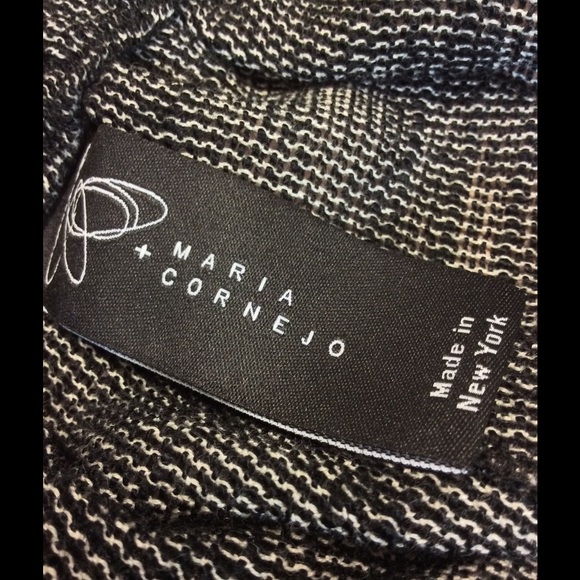 + MARIA
CORNEJO
Made in
New York